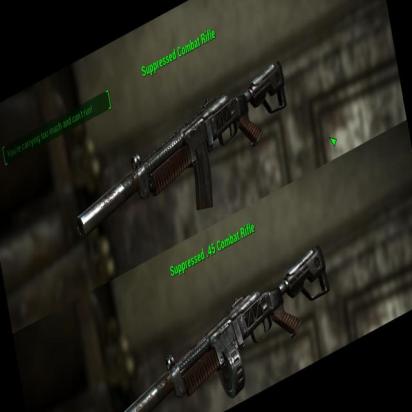 Suppressed Combat Rifle
You're carrying too much and can't run!
Suppressed .45 Combat Rifle